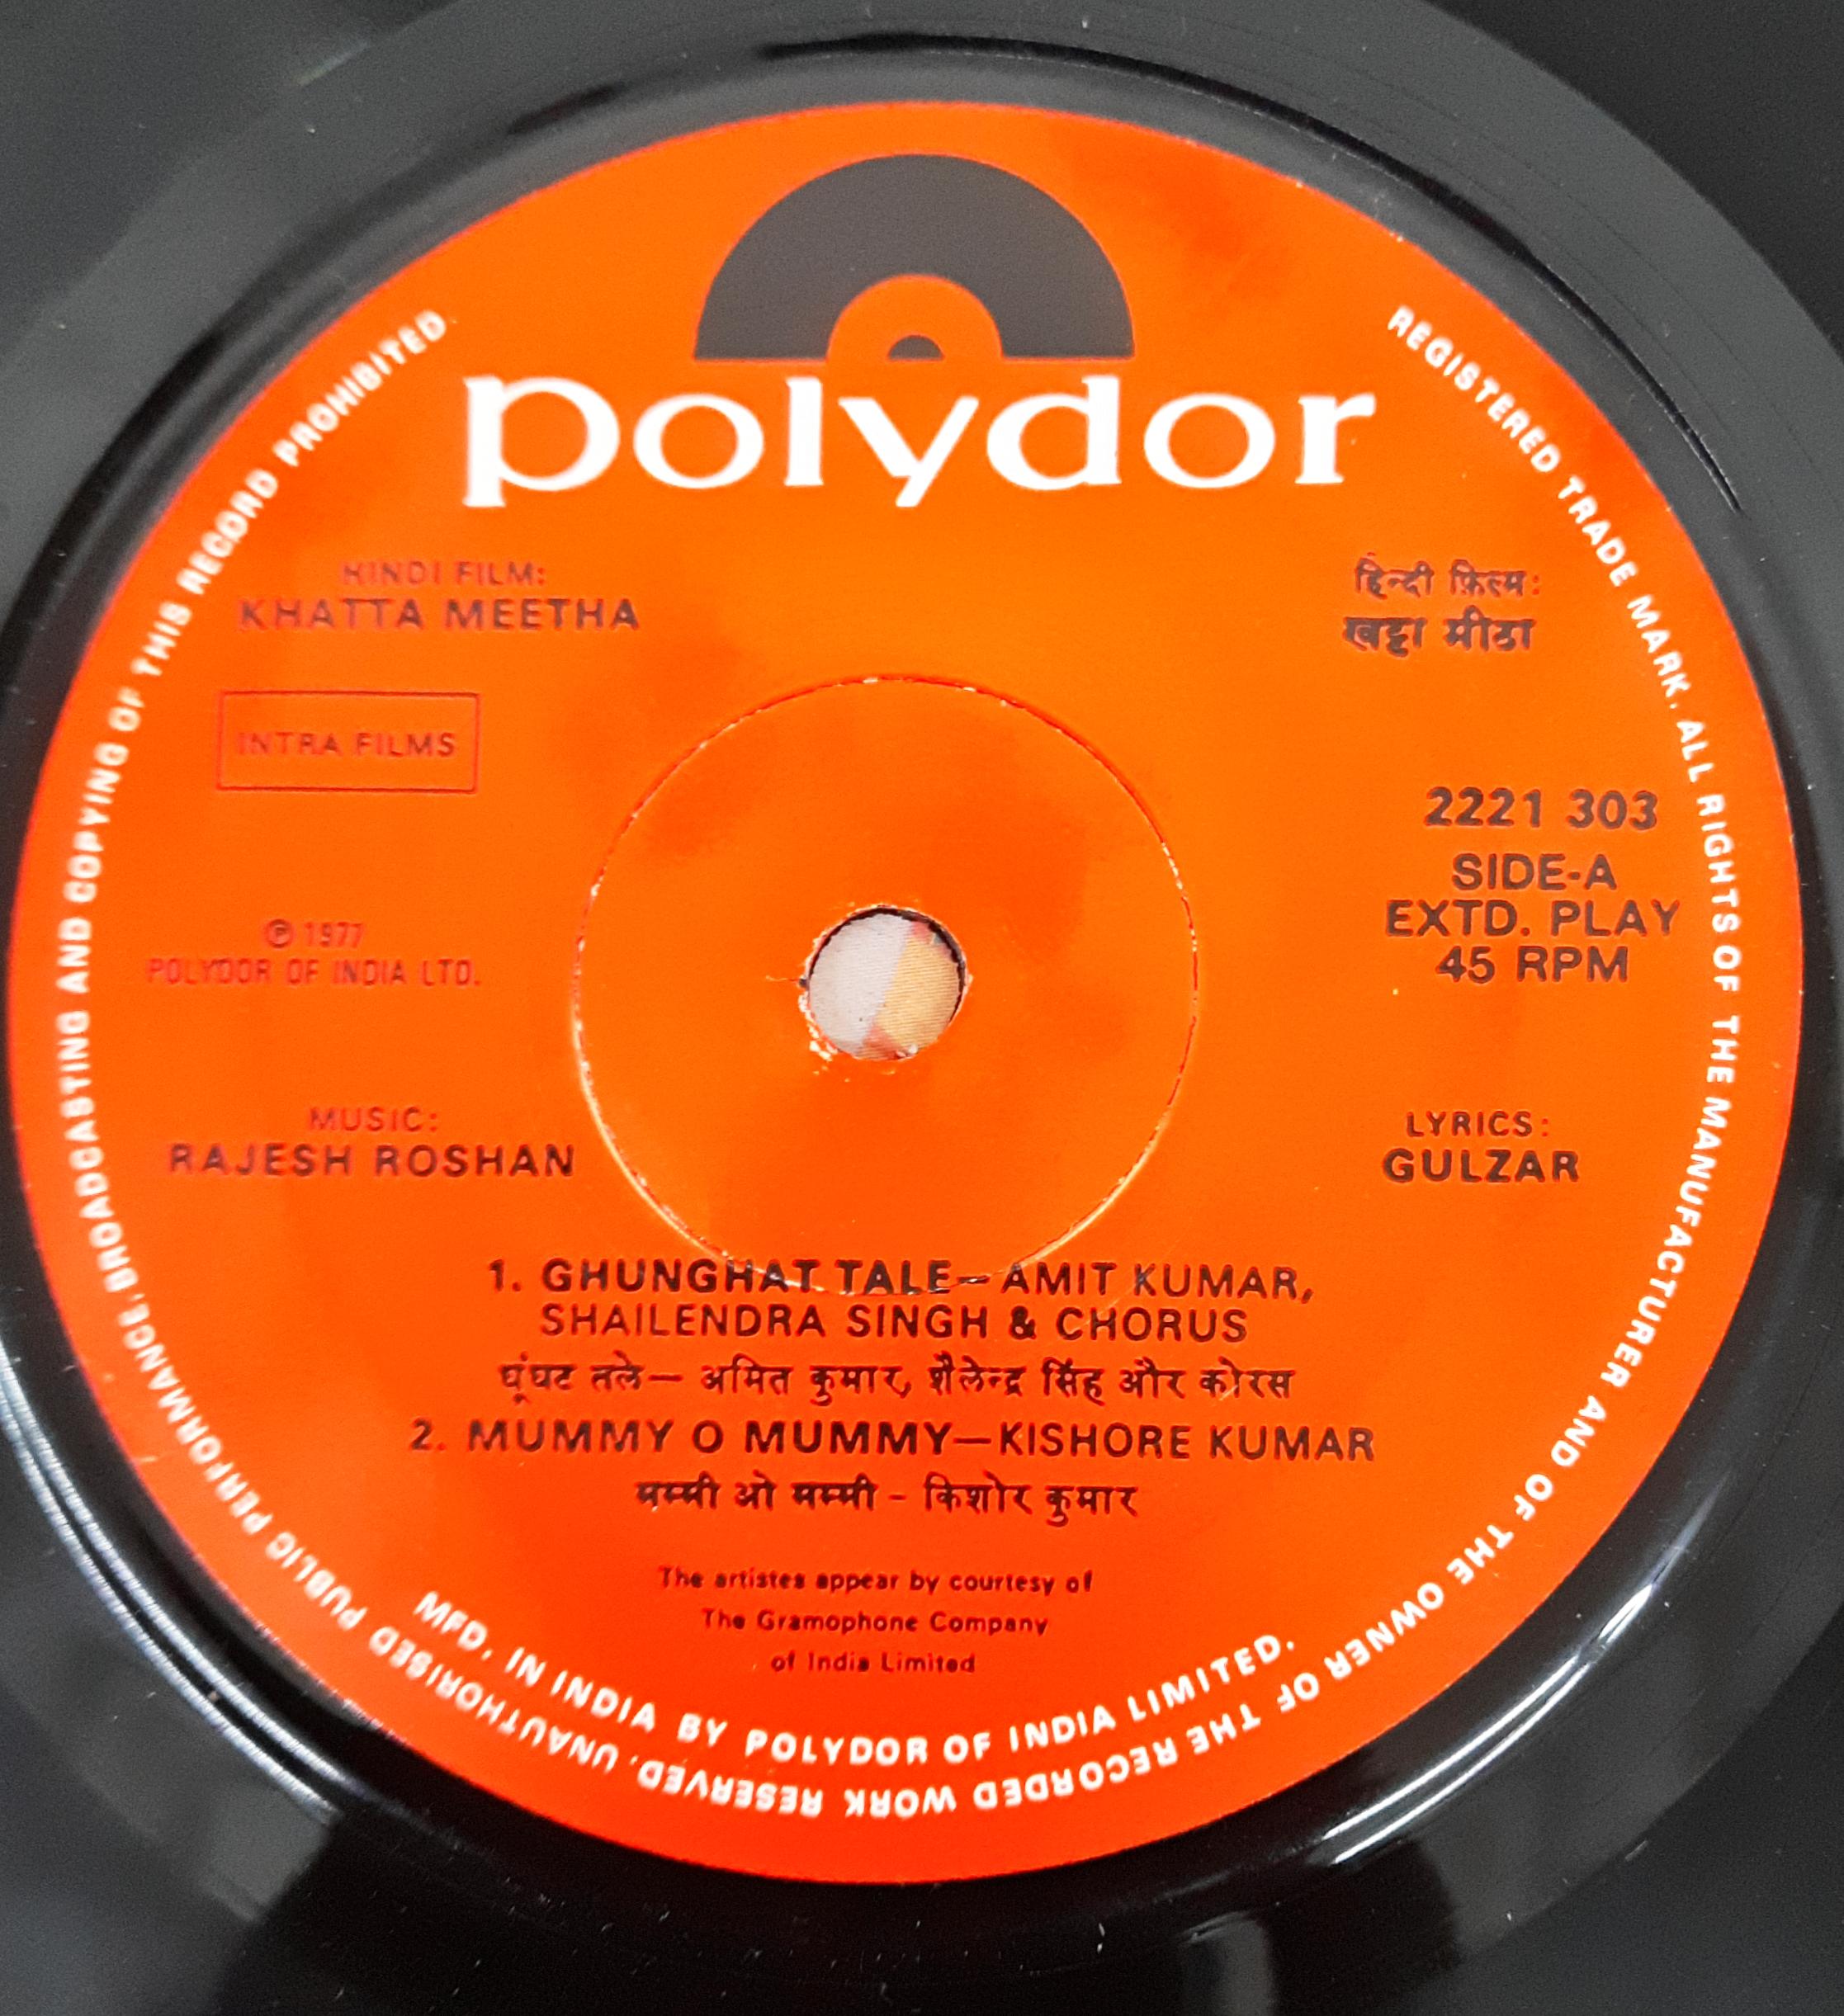 polydor
HINDI FILM:
KHATTA MEETHA
हिन्दी फ़िल्म:
खट्टा मीठा
INTRA FILMS
2221 303
SIDE-A
EXTD. PLAY
45 RPM
Ⓟ 1977
POLYDOR OF INDIA LTD.
MUSIC:
RAJESH ROSHAN
LYRICS:
GULZAR
1. GHUNGHAT TALE—AMIT KUMAR,
SHAILENDRA SINGH & CHORUS
घूंघट तले— अमित कुमार, शैलेन्द्र सिंह और कोरस
2. MUMMY O MUMMY—KISHORE KUMAR
मम्मी ओ मम्मी - किशोर कुमार
The artistes appear by courtesy of
The Gramophone Company
of India Limited
MFD. IN INDIA BY POLYDOR OF INDIA LIMITED.
REGISTERED TRADE MARK. ALL RIGHTS OF THE MANUFACTURER AND OF THE OWNER OF THE RECORDED WORK RESERVED. UNAUTHORISED PUBLIC PERFORMANCE, BROADCASTING AND COPYING OF THIS RECORD PROHIBITED.